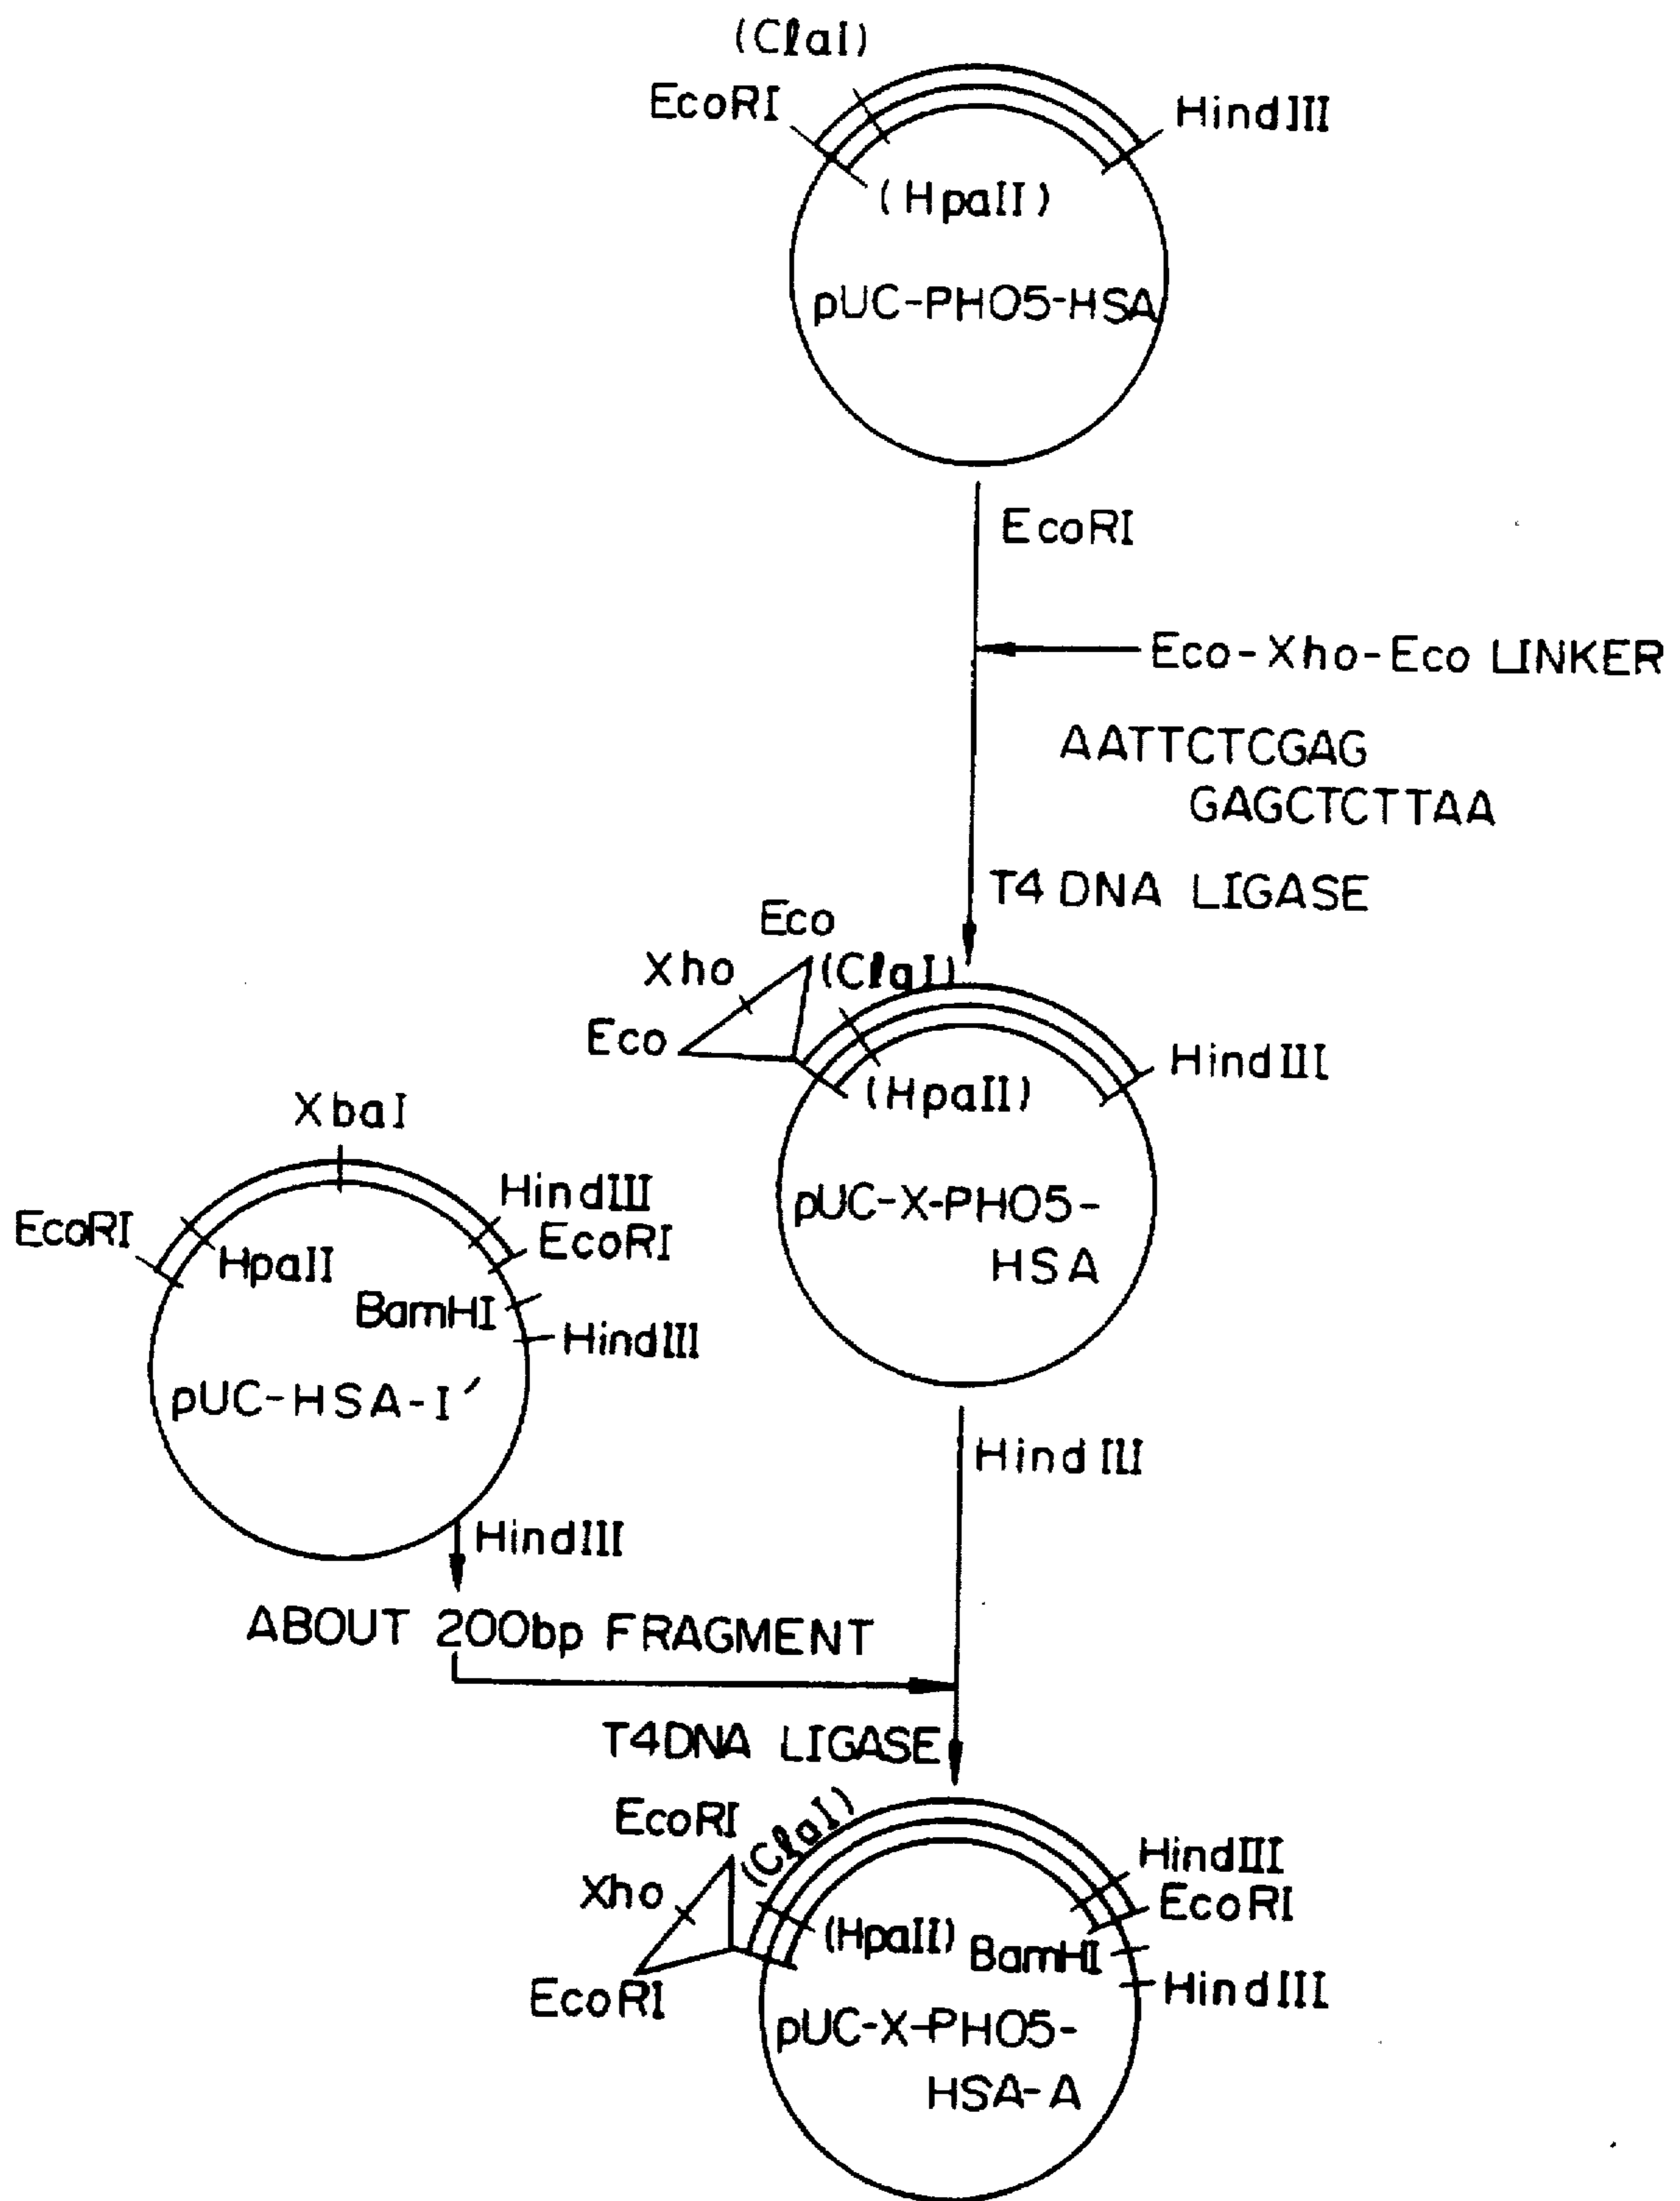 (ClaI)
EcoRI
HindIII
(HpaII)
pUC-PHO5-HSA
EcoRI
Eco-Xho-Eco LINKER
AATTCTCGAG
GAGCTCTTAA
T4 DNA LIGASE
Eco
Xho
(ClaI)
Eco
HindIII
(HpaII)
pUC-X-PHO5-
HSA
XbaI
HindIII
EcoRI
EcoRI
HpaII
BamHI
HindIII
pUC-HSA-I′
HindIII
HindIII
ABOUT 200bp FRAGMENT
T4DNA LIGASE
EcoRI
(ClaI)
Xho
HindIII
EcoRI
(HpaII)
BamHI
EcoRI
HindIII
pUC-X-PHO5-
HSA-A